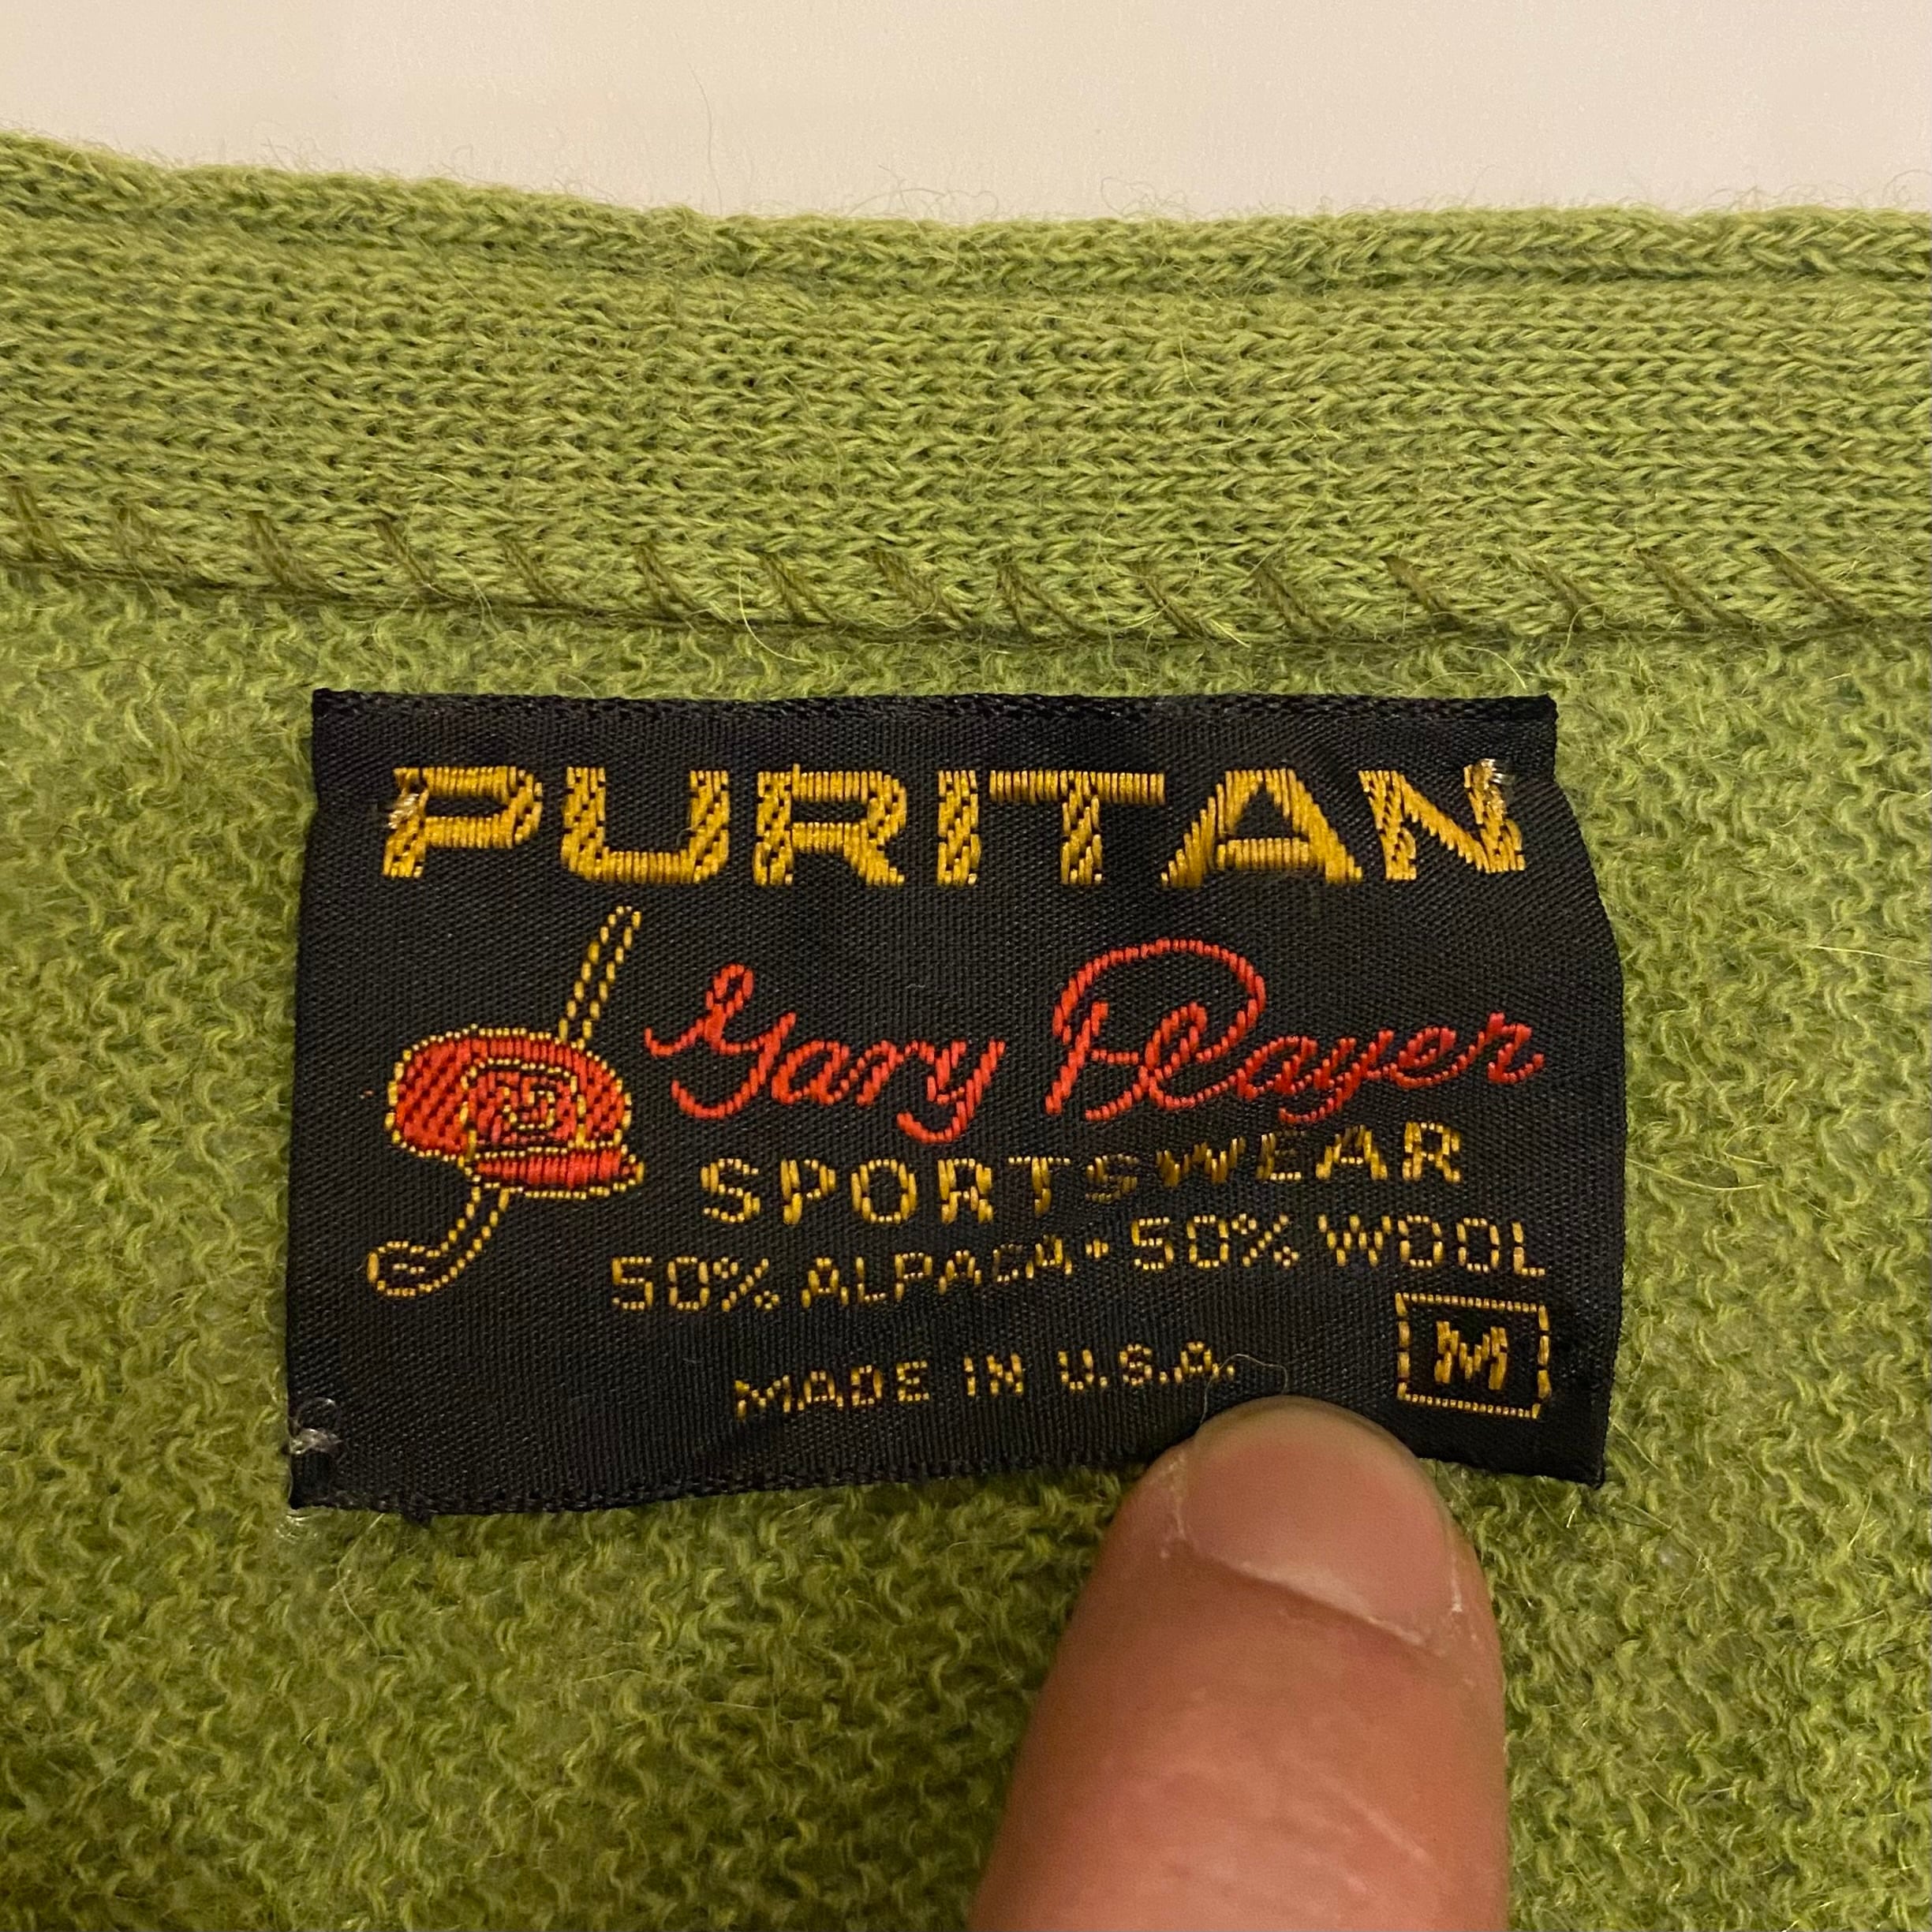 PURITAN
Gary Player
SPORTSWEAR
50% ALPACA • 50% WOOL
MADE IN U.S.A.
M